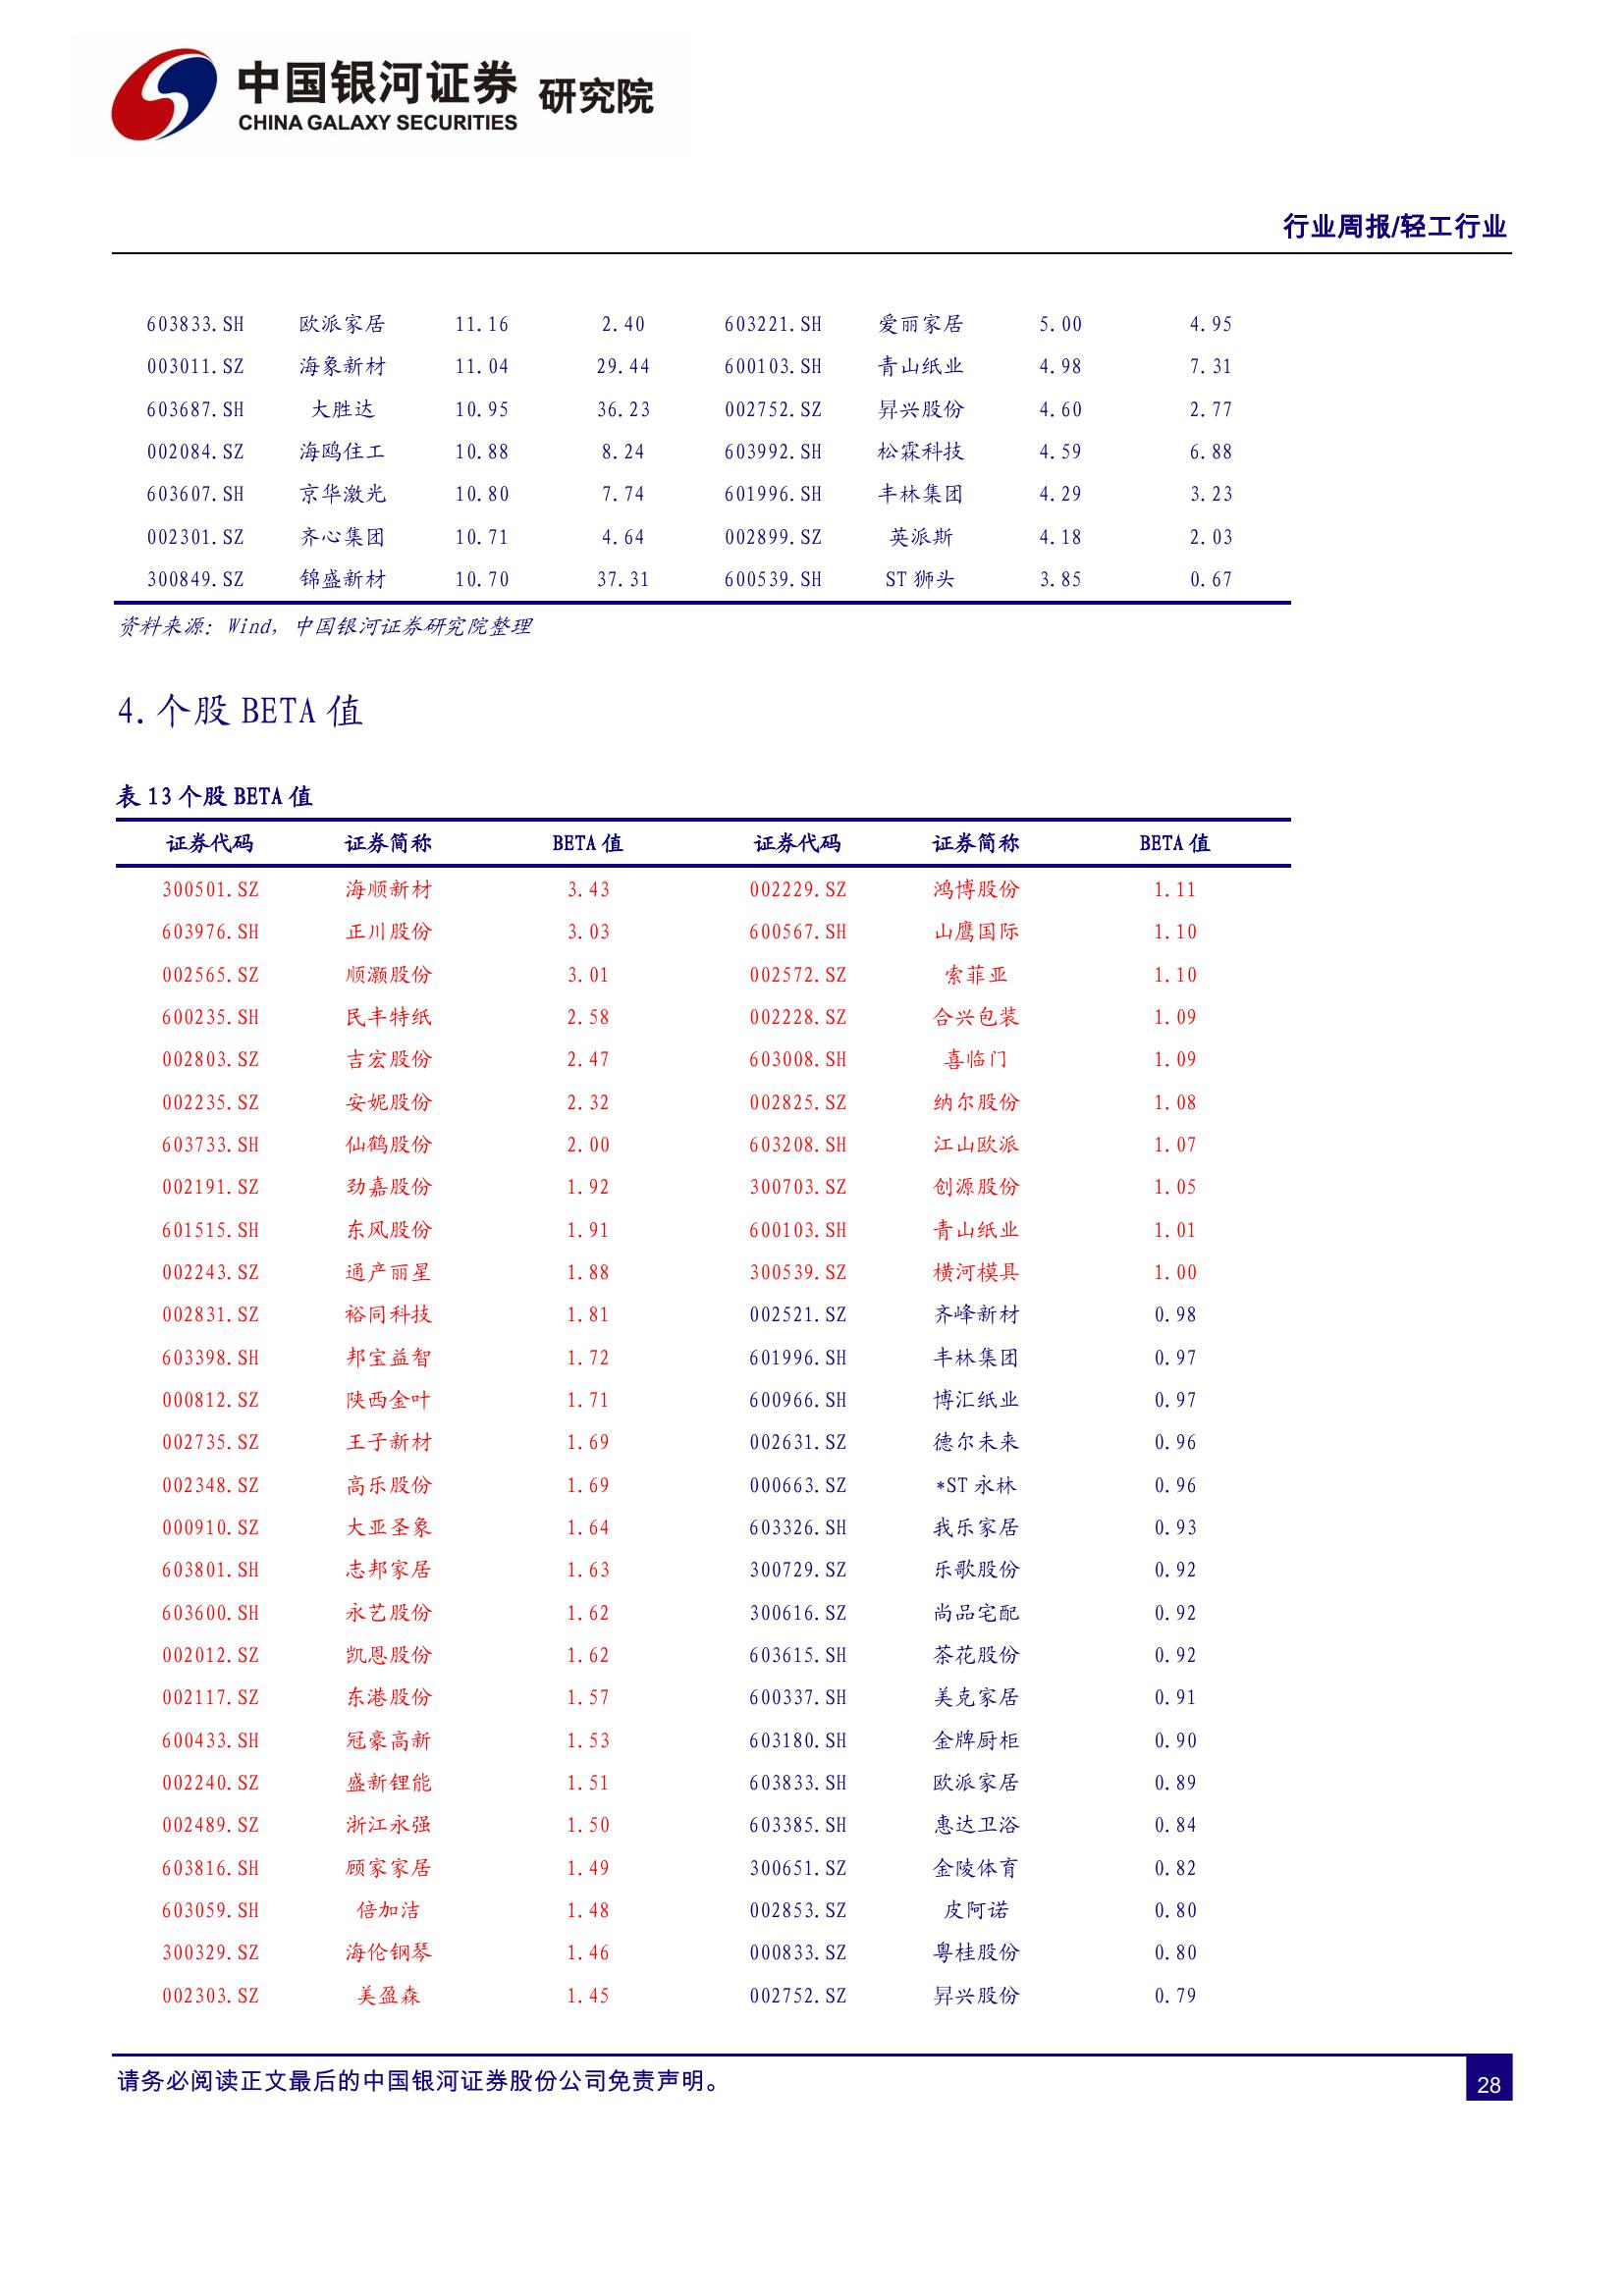 中国银河证券 研究院
CHINA GALAXY SECURITIES
行业周报/轻工行业
603833.SH 欧派家居 11.16 2.40 603221.SH 爱丽家居 5.00 4.95
003011.SZ 海象新材 11.04 29.44 600103.SH 青山纸业 4.98 7.31
603687.SH 大胜达 10.95 36.23 002752.SZ 昇兴股份 4.60 2.77
002084.SZ 海鸥住工 10.88 8.24 603992.SH 松霖科技 4.59 6.88
603607.SH 京华激光 10.80 7.74 601996.SH 丰林集团 4.29 3.23
002301.SZ 齐心集团 10.71 4.64 002899.SZ 英派斯 4.18 2.03
300849.SZ 锦盛新材 10.70 37.31 600539.SH ST 狮头 3.85 0.67
资料来源：Wind，中国银河证券研究院整理
4.个股 BETA 值
表 13 个股 BETA 值
证券代码 证券简称 BETA 值 证券代码 证券简称 BETA 值
300501.SZ 海顺新材 3.43 002229.SZ 鸿博股份 1.11
603976.SH 正川股份 3.03 600567.SH 山鹰国际 1.10
002565.SZ 顺灏股份 3.01 002572.SZ 索菲亚 1.10
600235.SH 民丰特纸 2.58 002228.SZ 合兴包装 1.09
002803.SZ 吉宏股份 2.47 603008.SH 喜临门 1.09
002235.SZ 安妮股份 2.32 002825.SZ 纳尔股份 1.08
603733.SH 仙鹤股份 2.00 603208.SH 江山欧派 1.07
002191.SZ 劲嘉股份 1.92 300703.SZ 创源股份 1.05
601515.SH 东风股份 1.91 600103.SH 青山纸业 1.01
002243.SZ 通产丽星 1.88 300539.SZ 横河模具 1.00
002831.SZ 裕同科技 1.81 002521.SZ 齐峰新材 0.98
603398.SH 邦宝益智 1.72 601996.SH 丰林集团 0.97
000812.SZ 陕西金叶 1.71 600966.SH 博汇纸业 0.97
002735.SZ 王子新材 1.69 002631.SZ 德尔未来 0.96
002348.SZ 高乐股份 1.69 000663.SZ *ST 永林 0.96
000910.SZ 大亚圣象 1.64 603326.SH 我乐家居 0.93
603801.SH 志邦家居 1.63 300729.SZ 乐歌股份 0.92
603600.SH 永艺股份 1.62 300616.SZ 尚品宅配 0.92
002012.SZ 凯恩股份 1.62 603615.SH 茶花股份 0.92
002117.SZ 东港股份 1.57 600337.SH 美克家居 0.91
600433.SH 冠豪高新 1.53 603180.SH 金牌厨柜 0.90
002240.SZ 盛新锂能 1.51 603833.SH 欧派家居 0.89
002489.SZ 浙江永强 1.50 603385.SH 惠达卫浴 0.84
603816.SH 顾家家居 1.49 300651.SZ 金陵体育 0.82
603059.SH 倍加洁 1.48 002853.SZ 皮阿诺 0.80
300329.SZ 海伦钢琴 1.46 000833.SZ 粤桂股份 0.80
002303.SZ 美盈森 1.45 002752.SZ 昇兴股份 0.79
请务必阅读正文最后的中国银河证券股份公司免责声明。
28